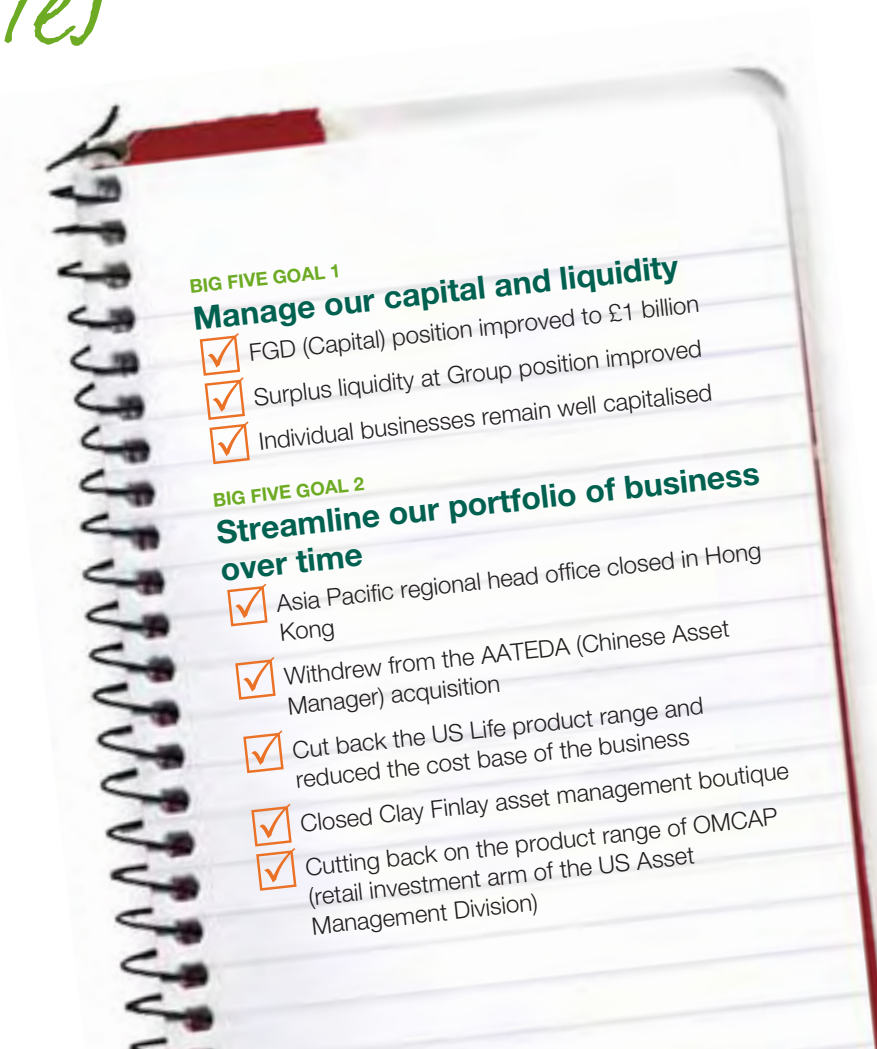 BIG FIVE GOAL 1
Manage our capital and liquidity
FGD (Capital) position improved to £1 billion
Surplus liquidity at Group position improved
Individual businesses remain well capitalised
BIG FIVE GOAL 2
Streamline our portfolio of business
over time
Asia Pacific regional head office closed in Hong
Kong
Withdrew from the AATEDA (Chinese Asset
Manager) acquisition
Cut back the US Life product range and
reduced the cost base of the business
Closed Clay Finlay asset management boutique
Cutting back on the product range of OMCAP
(retail investment arm of the US Asset
Management Division)